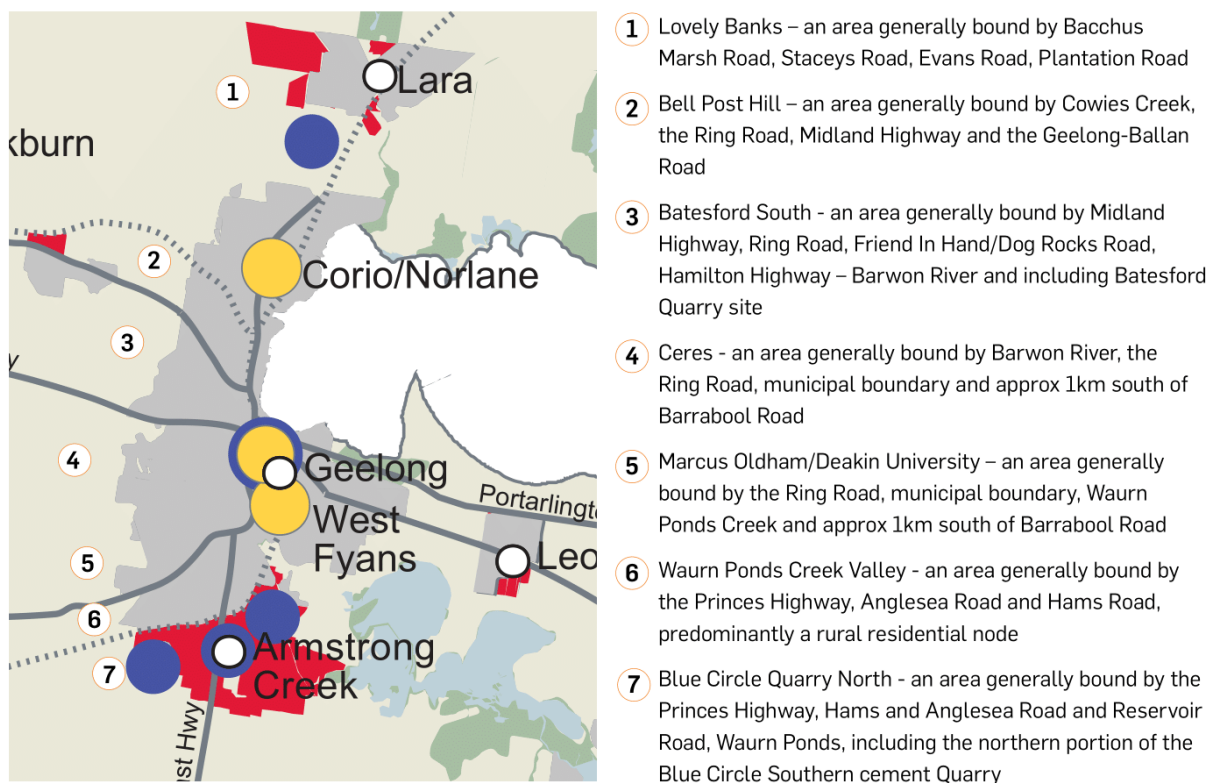 1
Lara
kburn
2
Corio/Norlane
3
y
4
Geelong
Portarlingt
West
Fyans
Leo
5
6
7
Armstrong
Creek
st Hwy
1 Lovely Banks – an area generally bound by Bacchus
Marsh Road, Staceys Road, Evans Road, Plantation Road
2 Bell Post Hill – an area generally bound by Cowies Creek,
the Ring Road, Midland Highway and the Geelong-Ballan
Road
3 Batesford South - an area generally bound by Midland
Highway, Ring Road, Friend In Hand/Dog Rocks Road,
Hamilton Highway – Barwon River and including Batesford
Quarry site
4 Ceres - an area generally bound by Barwon River, the
Ring Road, municipal boundary and approx 1km south of
Barrabool Road
5 Marcus Oldham/Deakin University – an area generally
bound by the Ring Road, municipal boundary, Waurn
Ponds Creek and approx 1km south of Barrabool Road
6 Waurn Ponds Creek Valley - an area generally bound by
the Princes Highway, Anglesea Road and Hams Road,
predominantly a rural residential node
7 Blue Circle Quarry North - an area generally bound by the
Princes Highway, Hams and Anglesea Road and Reservoir
Road, Waurn Ponds, including the northern portion of the
Blue Circle Southern cement Quarry